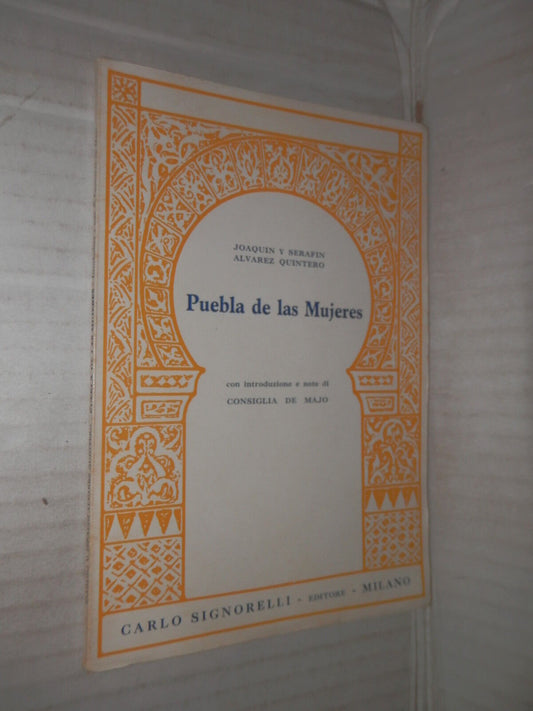 JOAQUIN Y SERAFIN
ALVAREZ QUINTERO
Puebla de las Mujeres
con introduzione e note di
CONSIGLIA DE MAJO
CARLO SIGNORELLI - EDITORE - MILANO